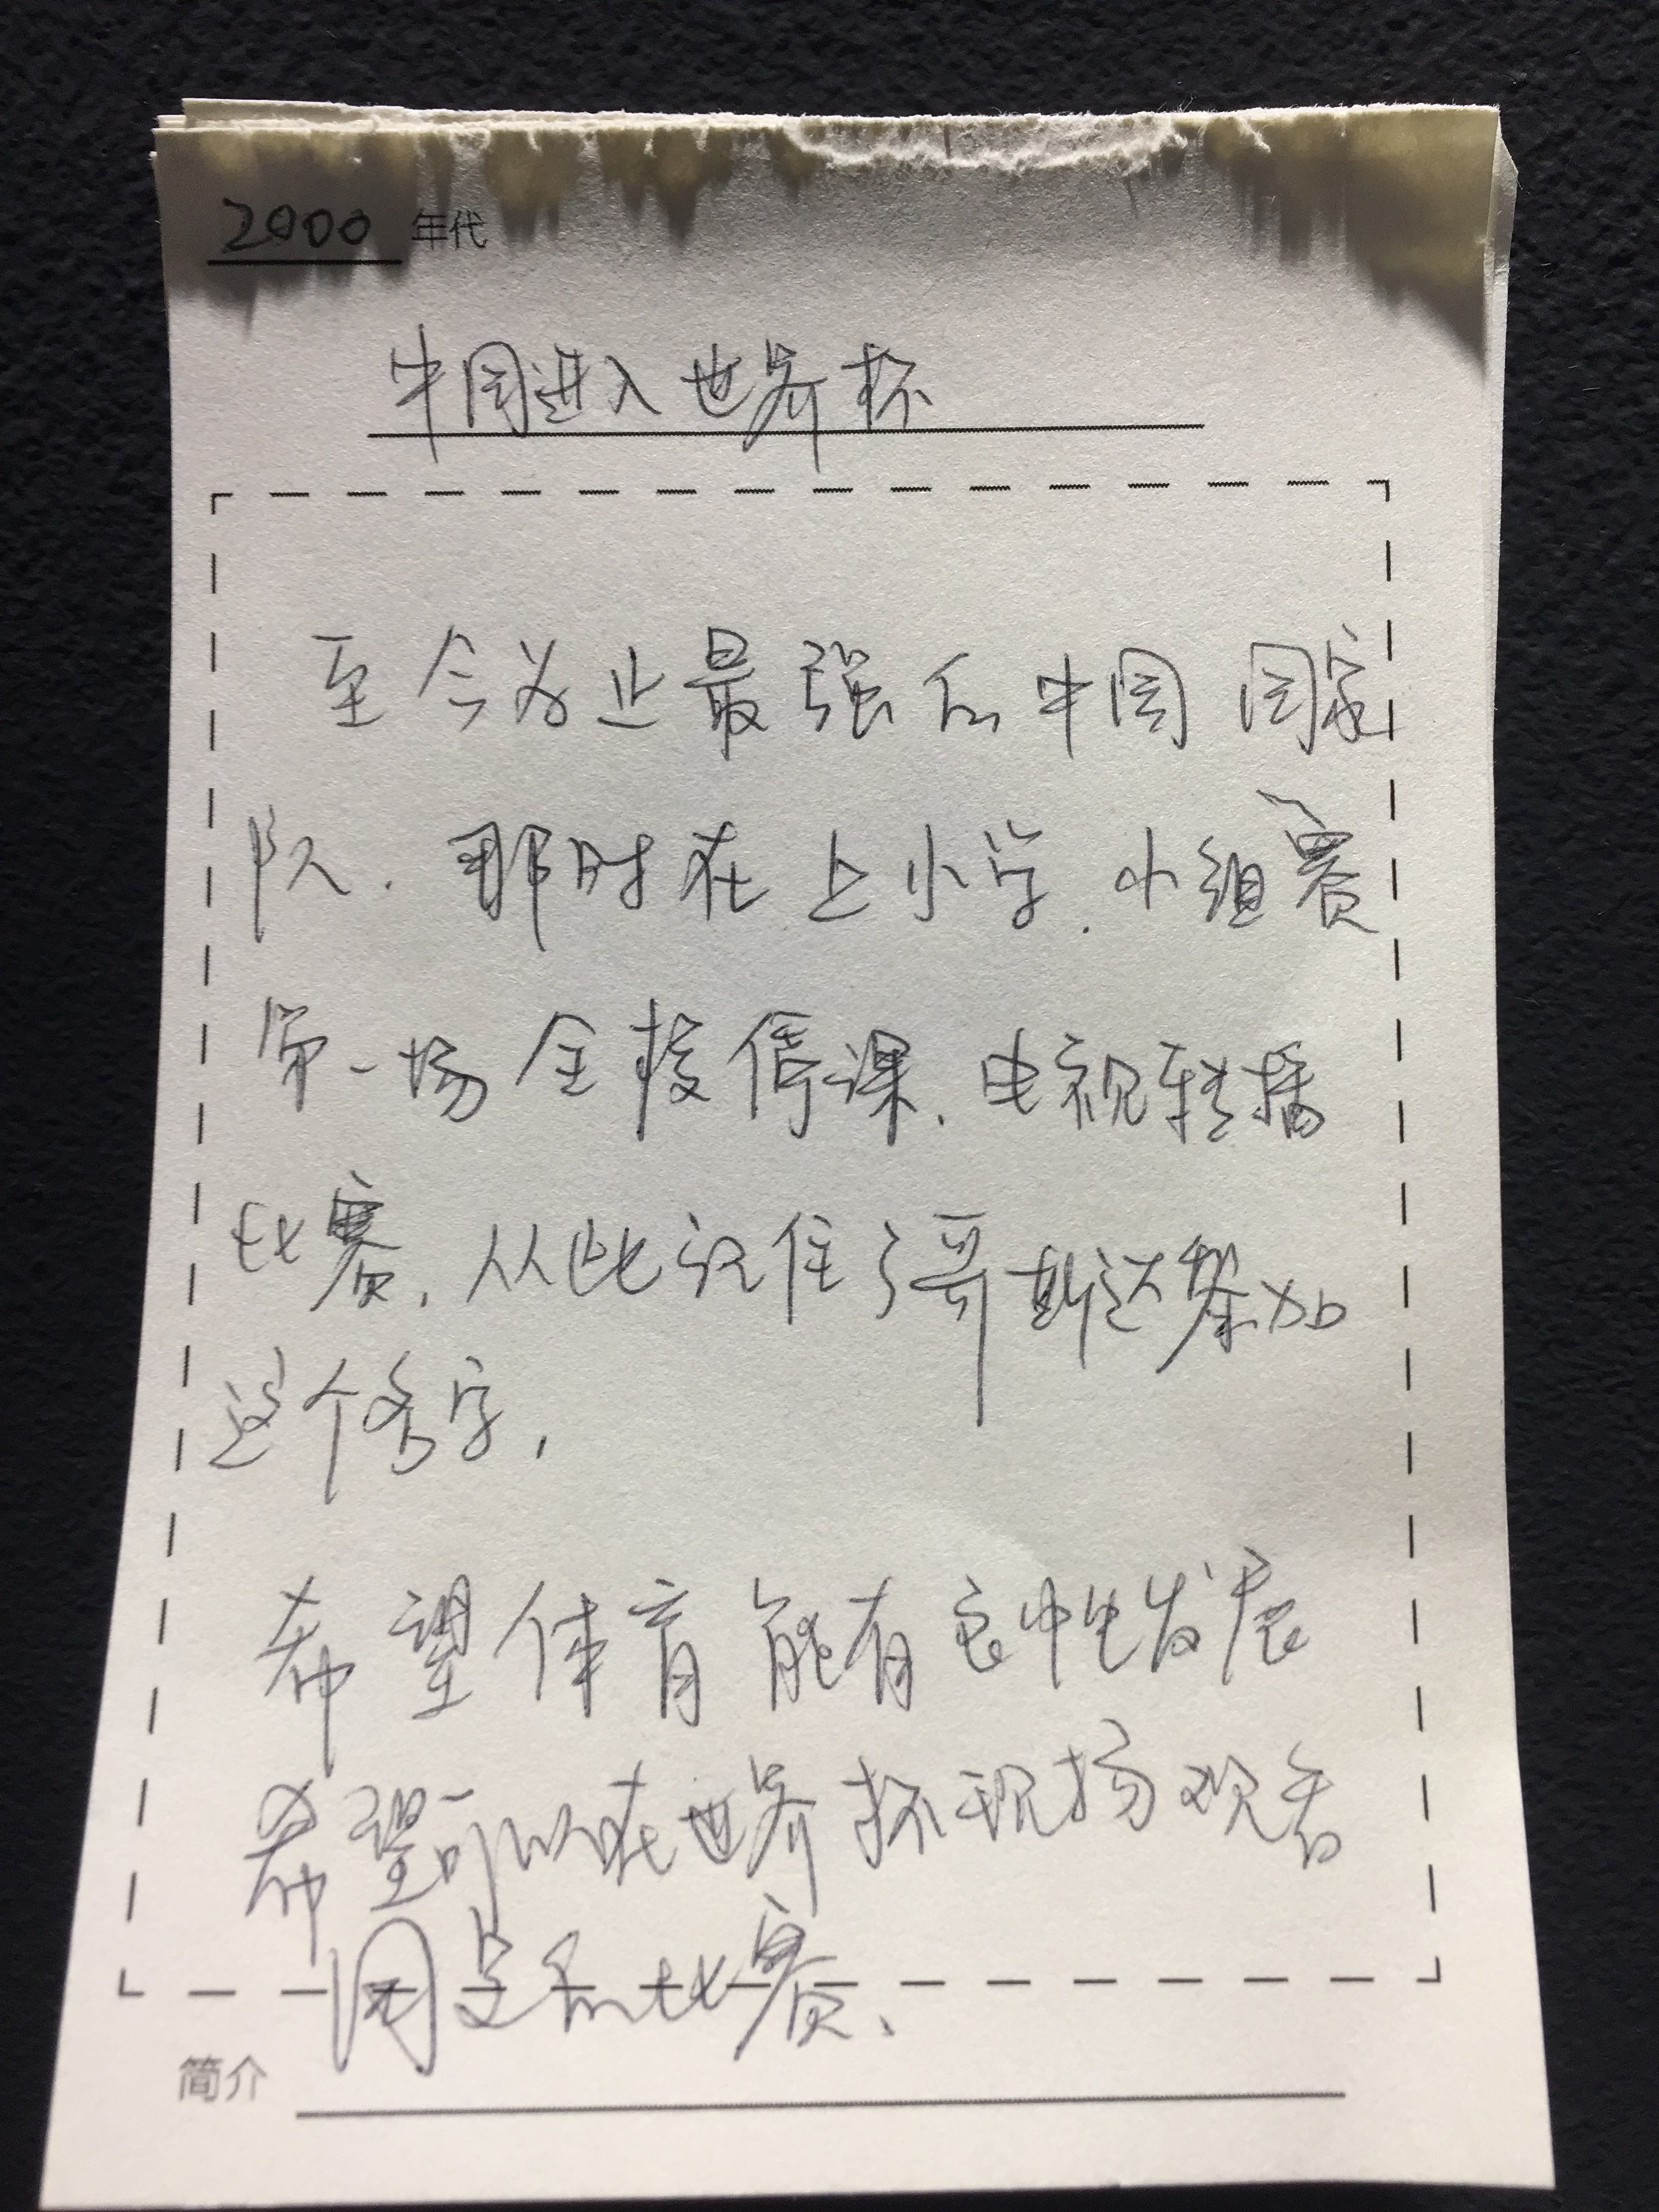 2000 年代
中国进入世界杯
至今为止最强的中国国家
队. 那时在上小学. 小组赛
第一场全校停课. 电视转播
比赛. 从此记住了哥斯达黎加
这个名字.
希望体育能有良性发展
希望可以在世界杯现场观看
国足的比赛.
简介